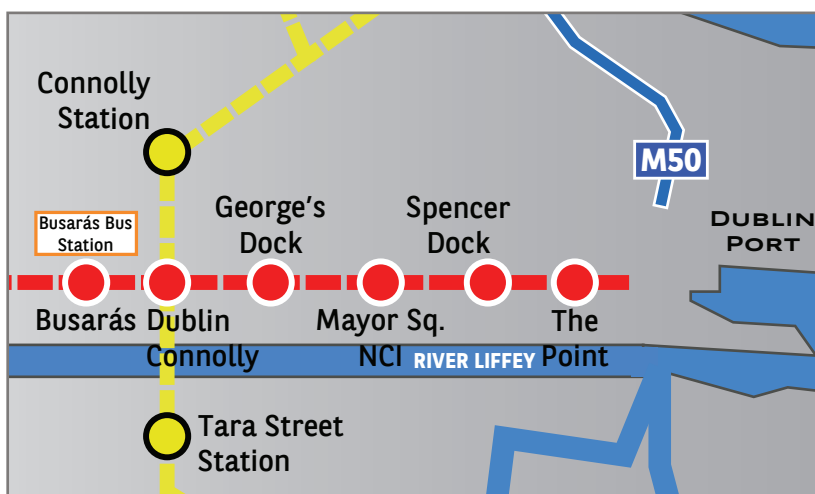 Connolly
Station
M50
George's
Dock
Spencer
Dock
DUBLIN
PORT
Busarás Bus
Station
Busarás
Dublin
Connolly
Mayor Sq.
NCI
The
Point
RIVER LIFFEY
Tara Street
Station